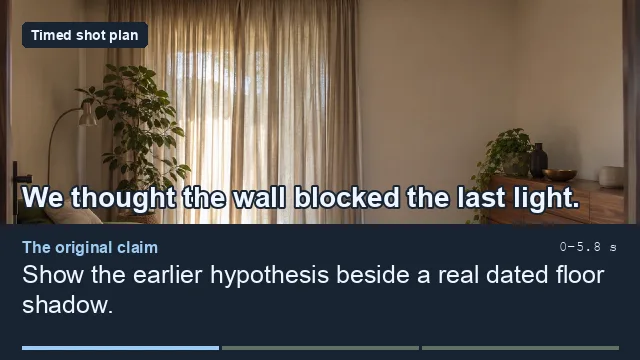 Timed shot plan
We thought the wall blocked the last light.
The original claim
0–5.8 s
Show the earlier hypothesis beside a real dated floor
shadow.